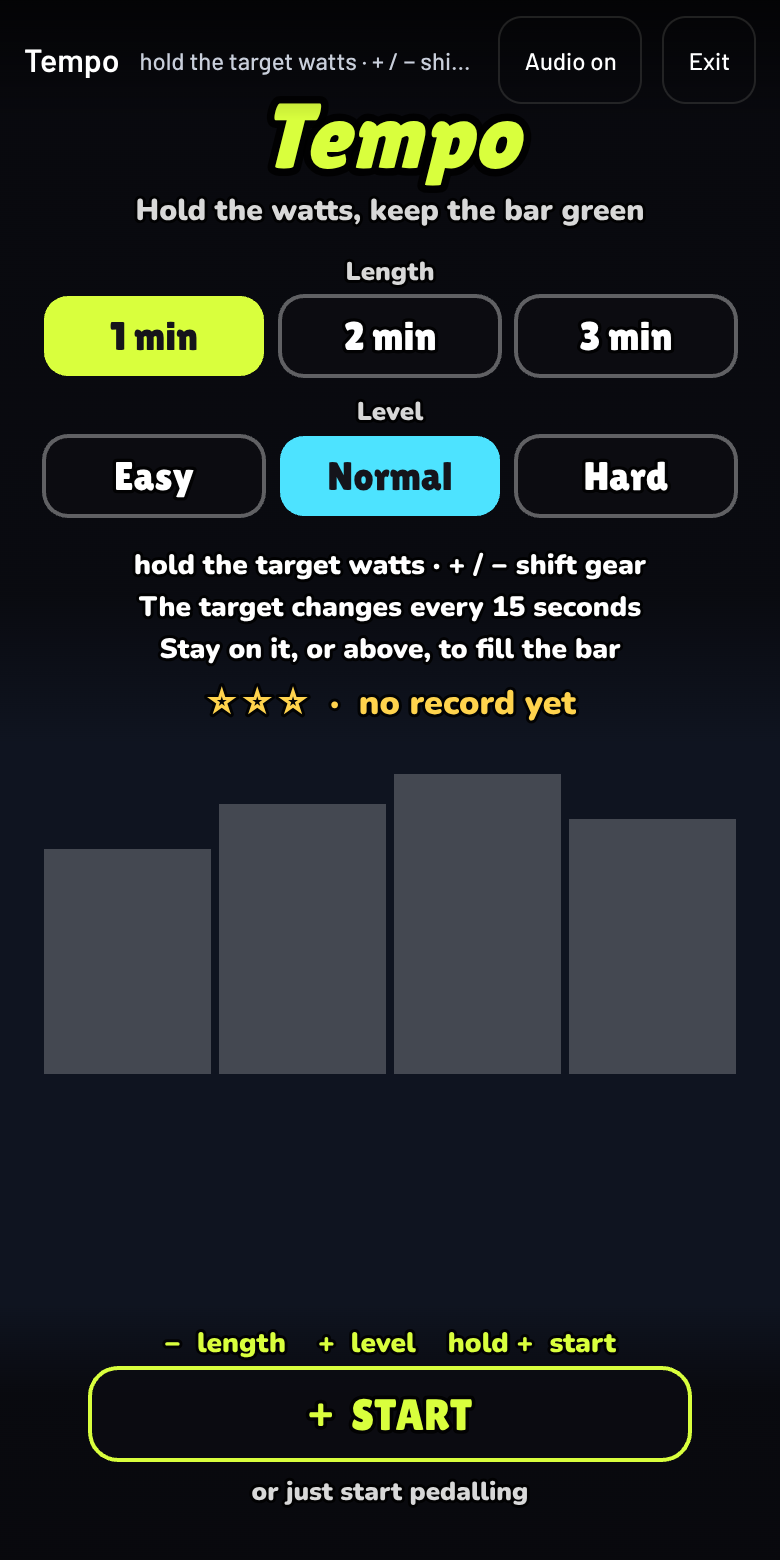 Tempo hold the target watts · + / − shi... Audio on Exit
Tempo
Hold the watts, keep the bar green
Length
1 min 2 min 3 min
Level
Easy Normal Hard
hold the target watts · + / − shift gear
The target changes every 15 seconds
Stay on it, or above, to fill the bar
☆☆☆ · no record yet
− length + level hold + start
+ START
or just start pedalling